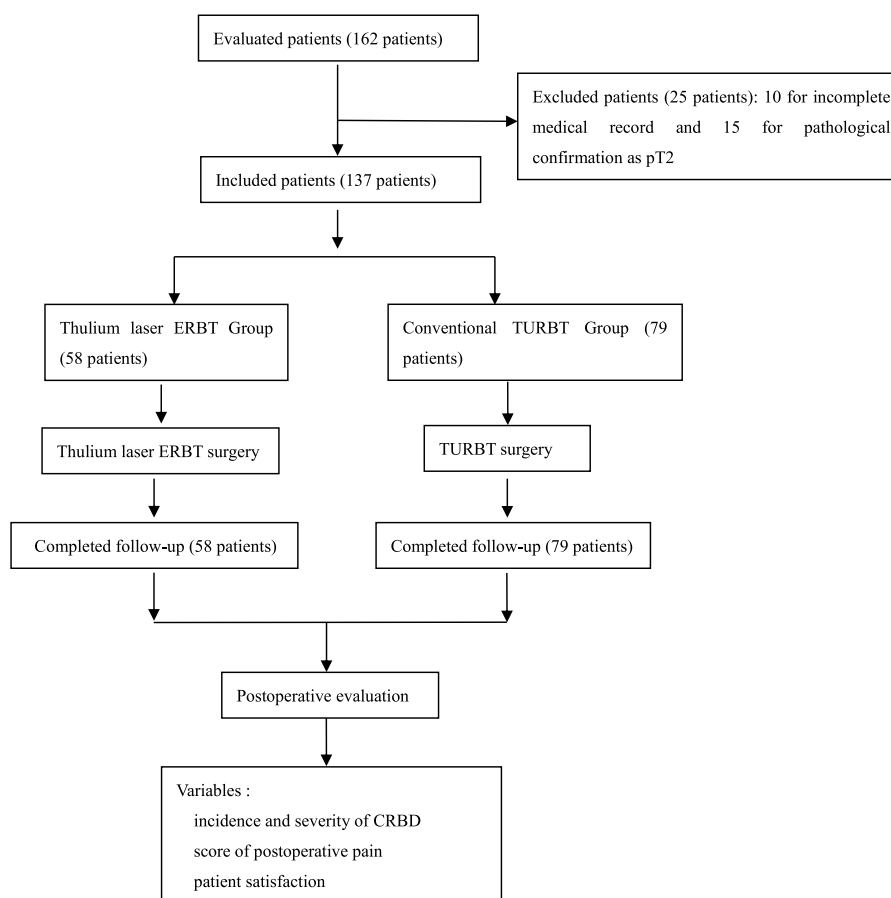 Evaluated patients (162 patients)
Excluded patients (25 patients): 10 for incomplete
medical record and 15 for pathological
confirmation as pT2
Included patients (137 patients)
Thulium laser ERBT Group
(58 patients)
Conventional TURBT Group (79
patients)
Thulium laser ERBT surgery
TURBT surgery
Completed follow-up (58 patients)
Completed follow-up (79 patients)
Postoperative evaluation
Variables :
incidence and severity of CRBD
score of postoperative pain
patient satisfaction